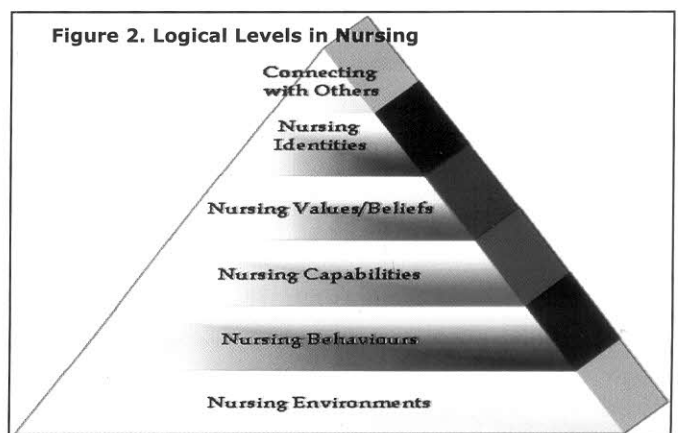 Figure 2. Logical Levels in Nursing
Connecting
with Others
Nursing
Identities
Nursing Values/Beliefs
Nursing Capabilities
Nursing Behaviours
Nursing Environments